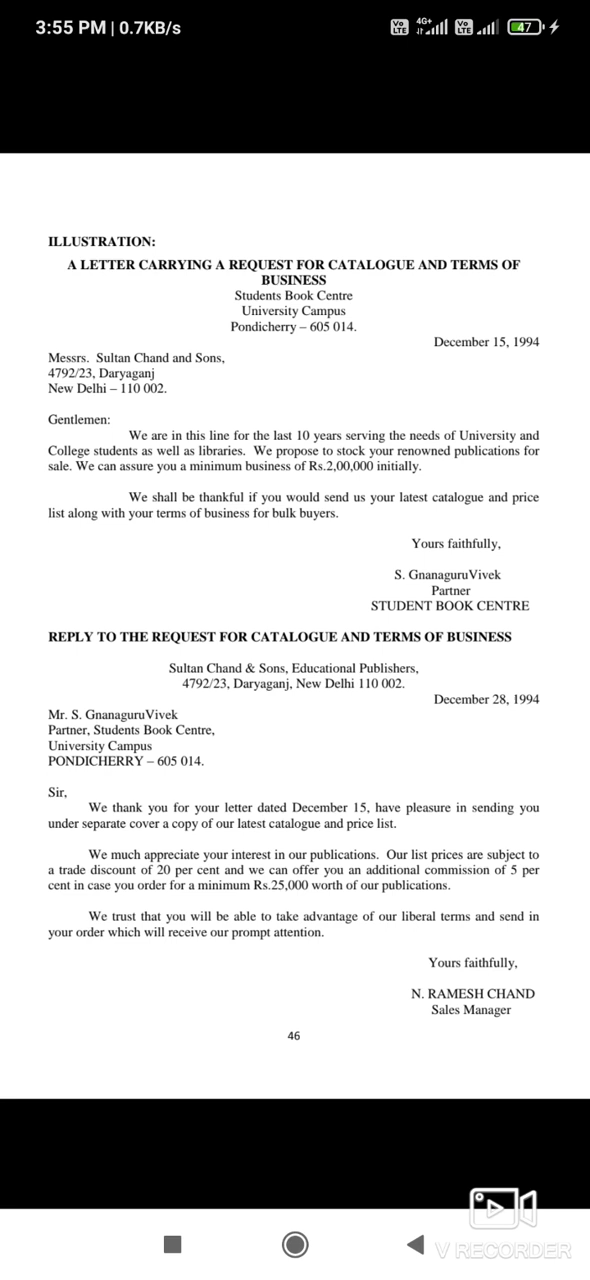 3:55 PM | 0.7KB/s
Vo LTE 4G+ Vo LTE 47
ILLUSTRATION:
A LETTER CARRYING A REQUEST FOR CATALOGUE AND TERMS OF
BUSINESS
Students Book Centre
University Campus
Pondicherry – 605 014.
December 15, 1994
Messrs. Sultan Chand and Sons,
4792/23, Daryaganj
New Delhi – 110 002.
Gentlemen:
We are in this line for the last 10 years serving the needs of University and
College students as well as libraries. We propose to stock your renowned publications for
sale. We can assure you a minimum business of Rs.2,00,000 initially.
We shall be thankful if you would send us your latest catalogue and price
list along with your terms of business for bulk buyers.
Yours faithfully,
S. GnanaguruVivek
Partner
STUDENT BOOK CENTRE
REPLY TO THE REQUEST FOR CATALOGUE AND TERMS OF BUSINESS
Sultan Chand & Sons, Educational Publishers,
4792/23, Daryaganj, New Delhi 110 002.
December 28, 1994
Mr. S. GnanaguruVivek
Partner, Students Book Centre,
University Campus
PONDICHERRY – 605 014.
Sir,
We thank you for your letter dated December 15, have pleasure in sending you
under separate cover a copy of our latest catalogue and price list.
We much appreciate your interest in our publications. Our list prices are subject to
a trade discount of 20 per cent and we can offer you an additional commission of 5 per
cent in case you order for a minimum Rs.25,000 worth of our publications.
We trust that you will be able to take advantage of our liberal terms and send in
your order which will receive our prompt attention.
Yours faithfully,
N. RAMESH CHAND
Sales Manager
46
V RECORDER